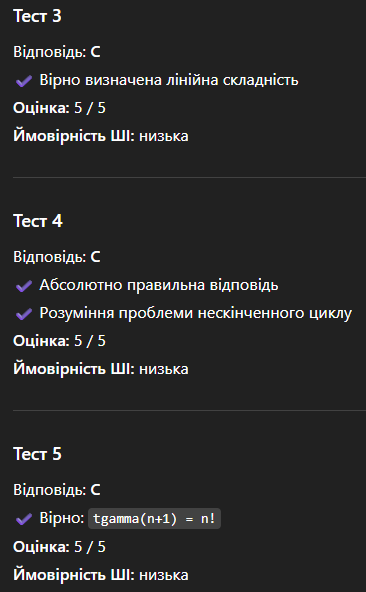 Тест 3
Відповідь: C
Вірно визначена лінійна складність
Оцінка: 5 / 5
Ймовірність ШІ: низька
Тест 4
Відповідь: C
Абсолютно правильна відповідь
Розуміння проблеми нескінченного циклу
Оцінка: 5 / 5
Ймовірність ШІ: низька
Тест 5
Відповідь: C
Вірно: tgamma(n+1) = n!
Оцінка: 5 / 5
Ймовірність ШІ: низька